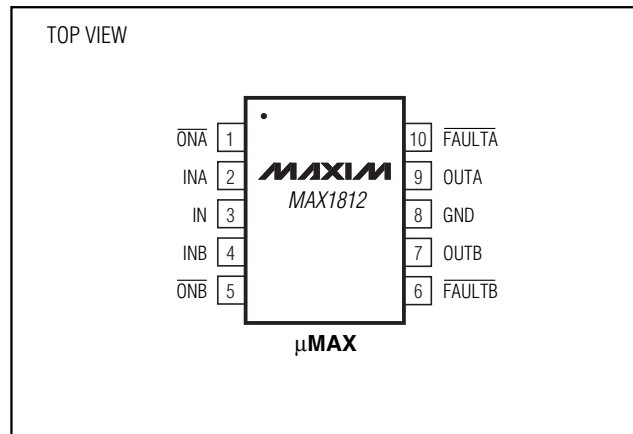 TOP VIEW
ONA 1
INA 2
IN 3
INB 4
ONB 5
MAXIM
MAX1812
10 FAULTA
9 OUTA
8 GND
7 OUTB
6 FAULTB
μMAX